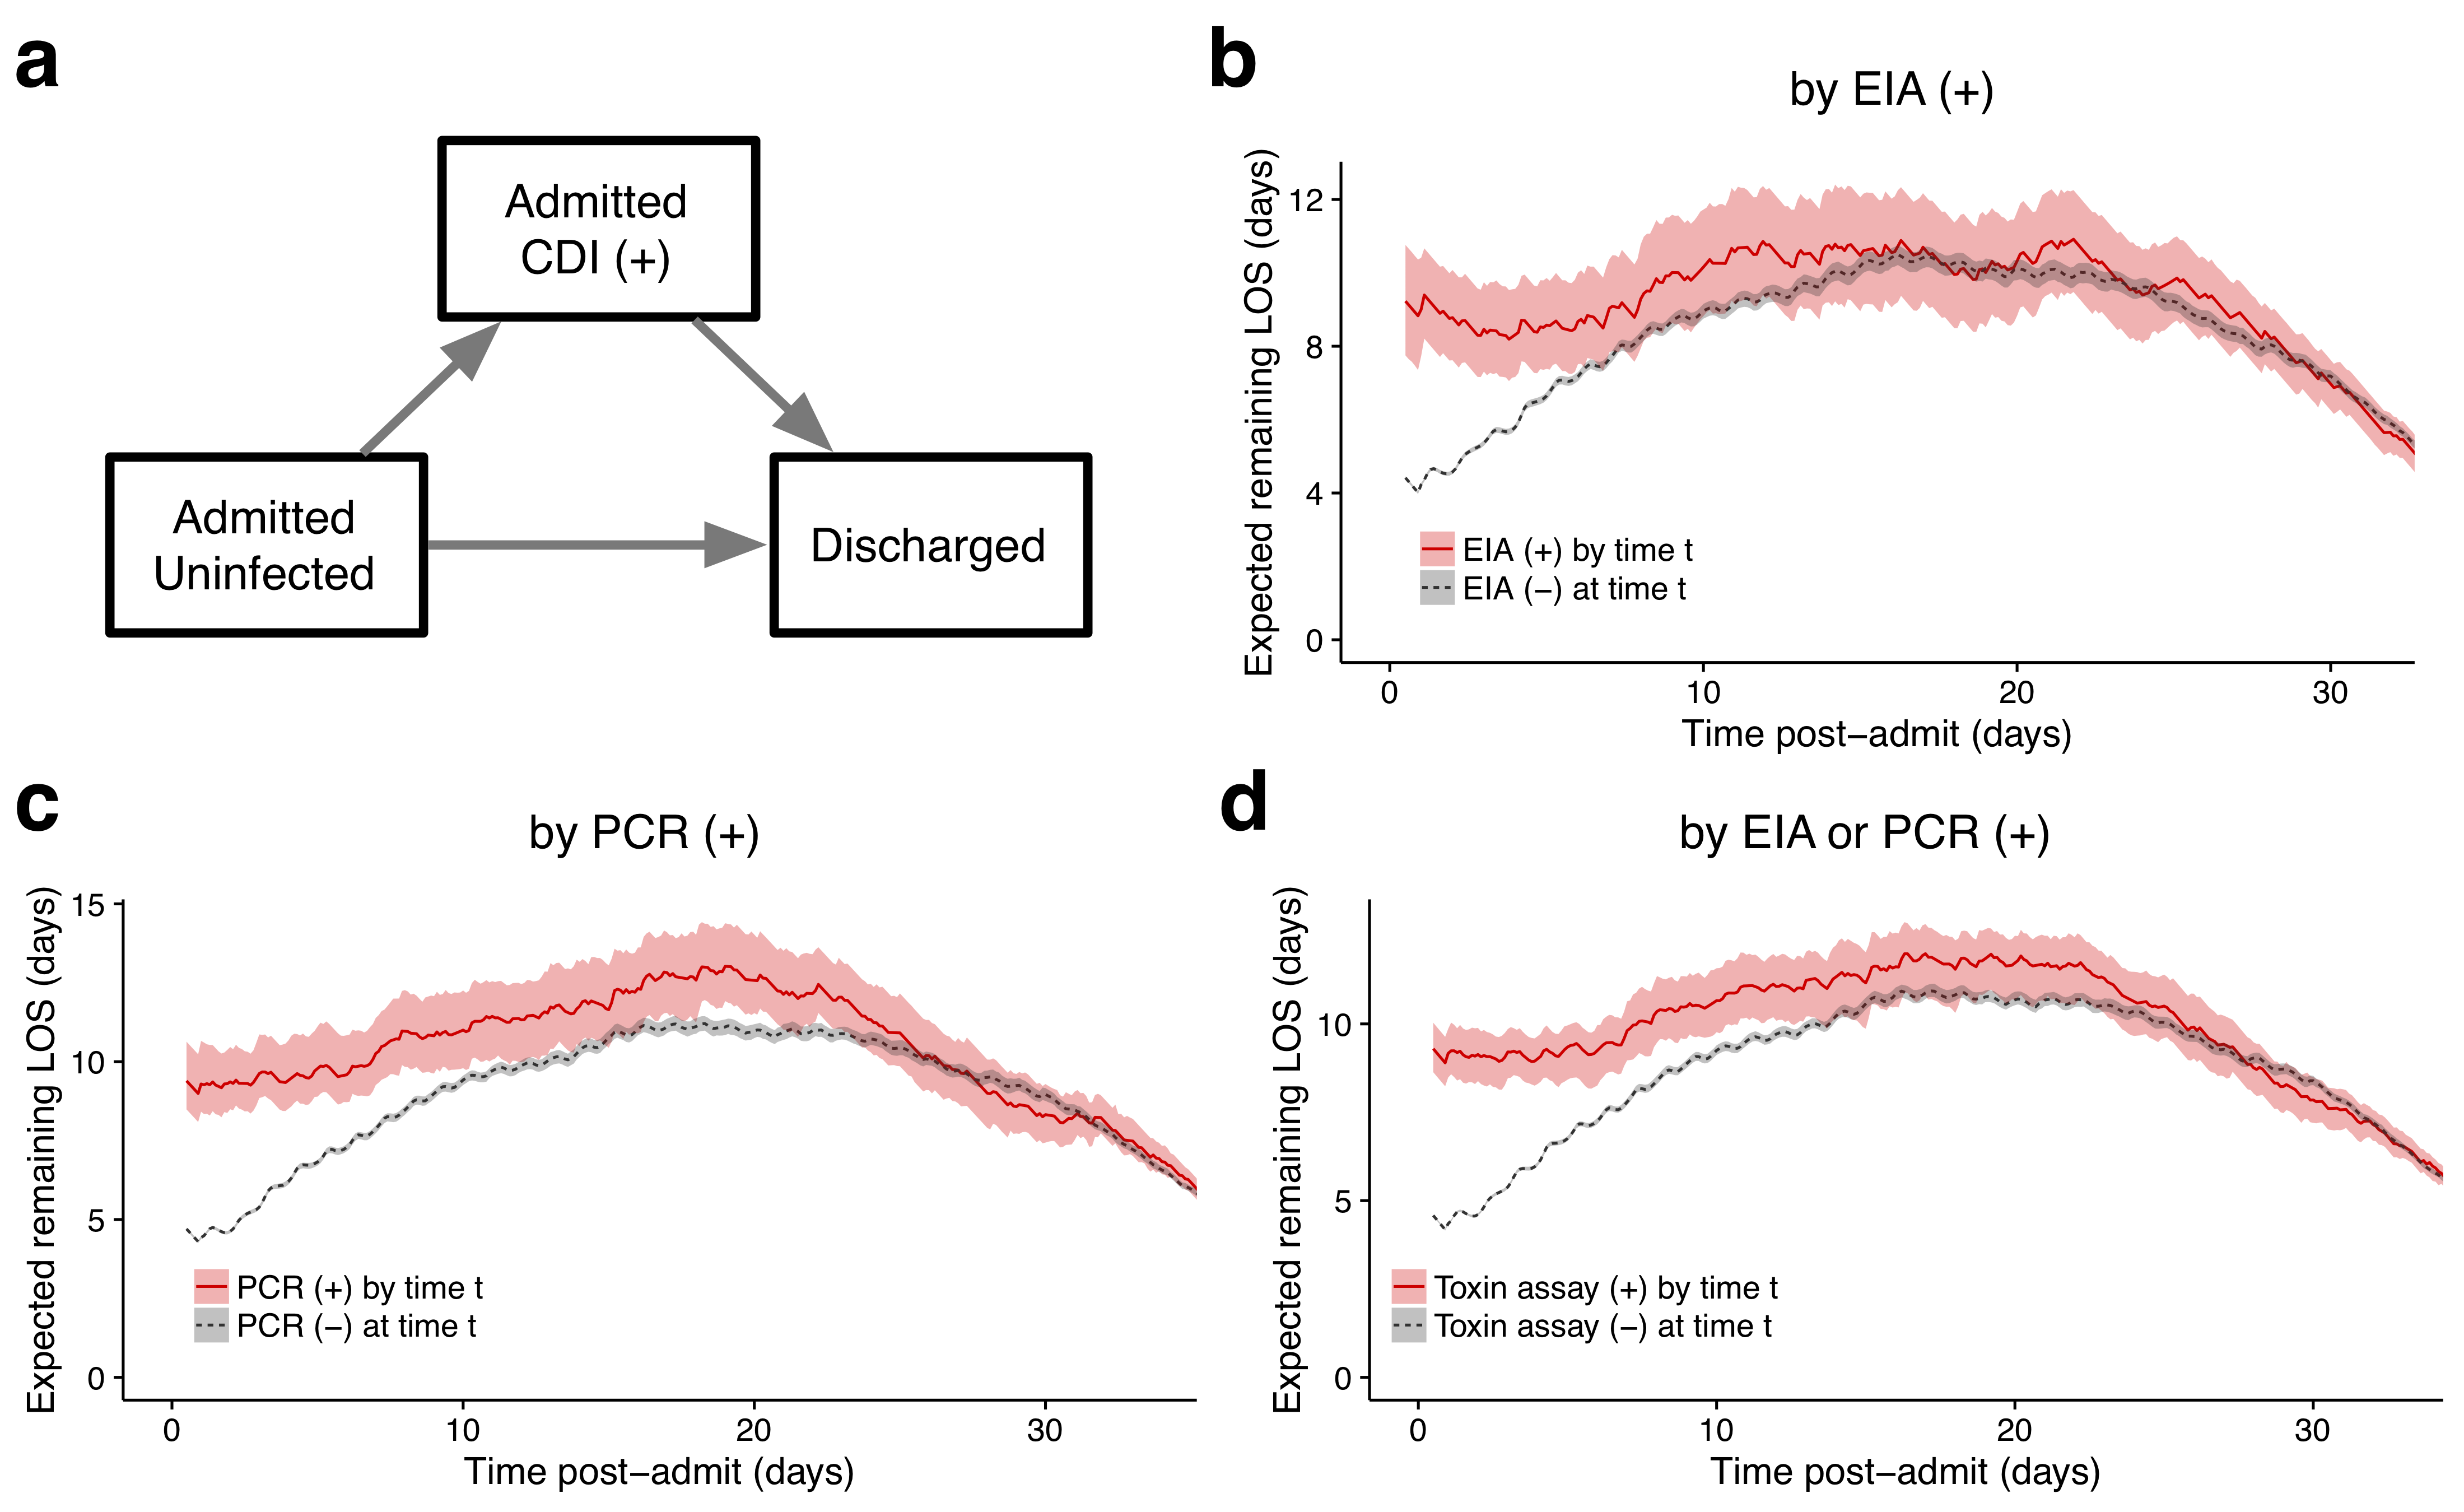 a
Admitted
CDI (+)
Admitted
Uninfected
Discharged
b
by EIA (+)
Expected remaining LOS (days)
12
8
4
0
EIA (+) by time t
EIA (−) at time t
0 10 20 30
Time post−admit (days)
c
by PCR (+)
Expected remaining LOS (days)
15
10
5
0
PCR (+) by time t
PCR (−) at time t
0 10 20 30
Time post−admit (days)
d
by EIA or PCR (+)
Expected remaining LOS (days)
10
5
0
Toxin assay (+) by time t
Toxin assay (−) at time t
0 10 20 30
Time post−admit (days)